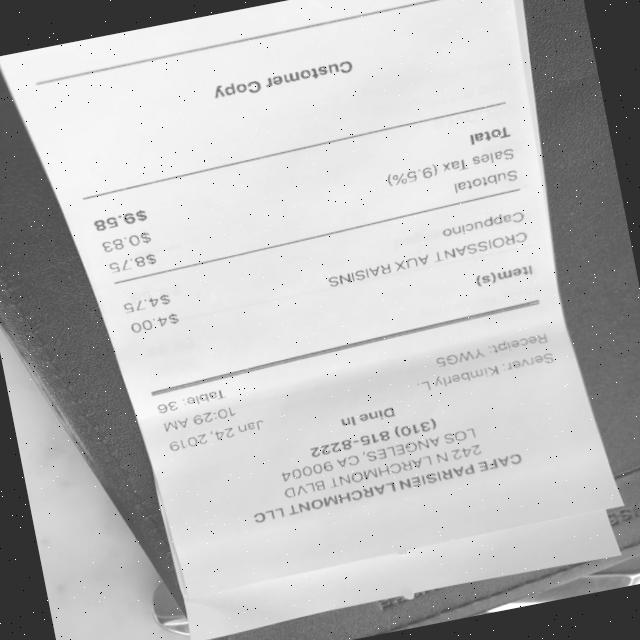 CAFE PARISIEN LARCHMONT LLC
242 N LARCHMONT BLVD
LOS ANGELES, CA 90004
(310) 816-8222
Dine In
Server: Kimberly L. Jan 24, 2019
Receipt: YWG5 10:29 AM
Table: 36
Item(s):
CROISSANT AUX RAISINS $4.00
Cappucino $4.75
Subtotal $8.75
Sales Tax (9.5%) $0.83
Total $9.58
Customer Copy